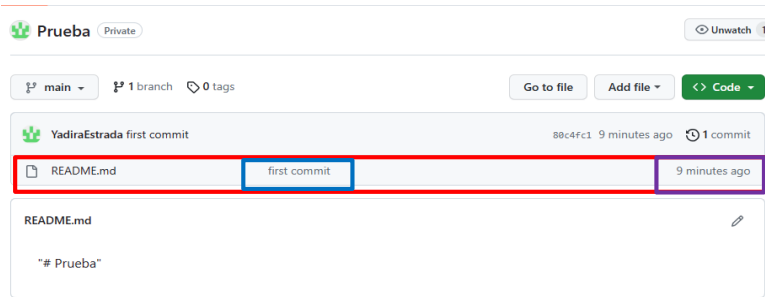 Prueba Private Unwatch 1
main 1 branch 0 tags Go to file Add file <> Code
YadiraEstrada first commit 80c4fc1 9 minutes ago 1 commit
README.md first commit 9 minutes ago
README.md
"# Prueba"